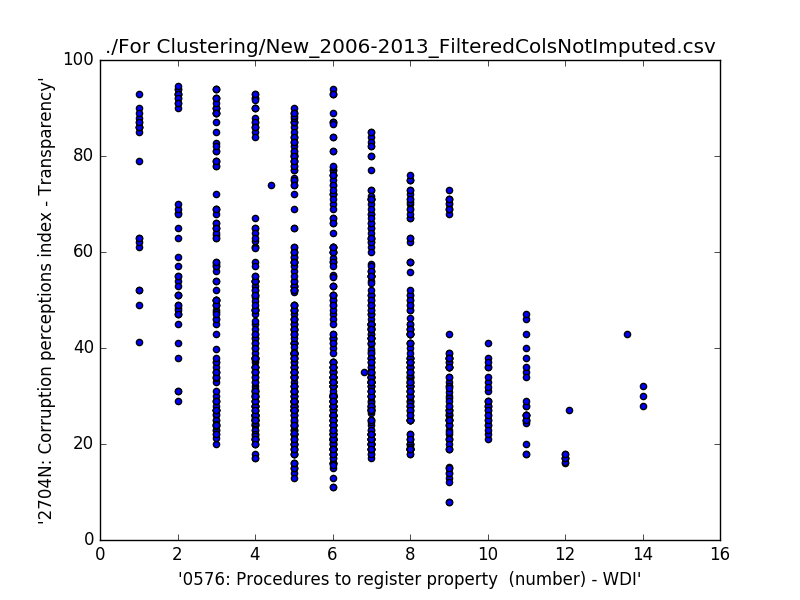 ./For Clustering/New_2006-2013_FilteredColsNotImputed.csv
100
80
60
40
20
0
'2704N: Corruption perceptions index - Transparency'
0 2 4 6 8 10 12 14 16
'0576: Procedures to register property  (number) - WDI'